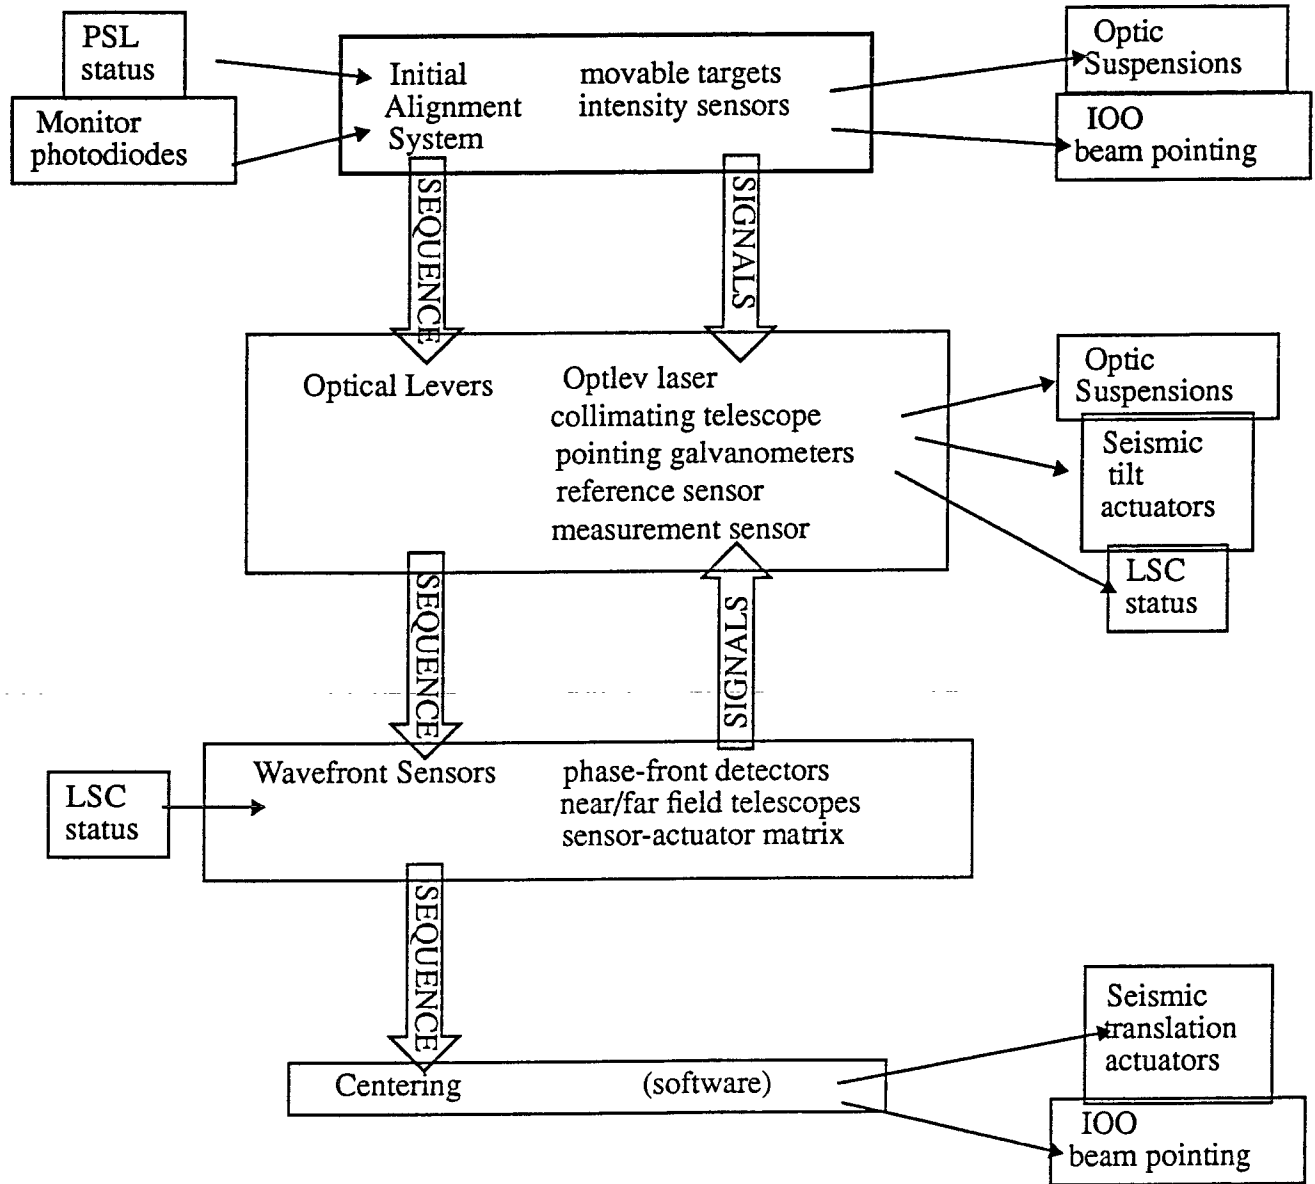 PSL
status
Monitor
photodiodes
Initial
Alignment
System
movable targets
intensity sensors
Optic
Suspensions
IOO
beam pointing
SEQUENCE
SIGNALS
Optical Levers
Optlev laser
collimating telescope
pointing galvanometers
reference sensor
measurement sensor
Optic
Suspensions
Seismic
tilt
actuators
LSC
status
SEQUENCE
SIGNALS
LSC
status
Wavefront Sensors
phase-front detectors
near/far field telescopes
sensor-actuator matrix
SEQUENCE
Centering
(software)
Seismic
translation
actuators
IOO
beam pointing